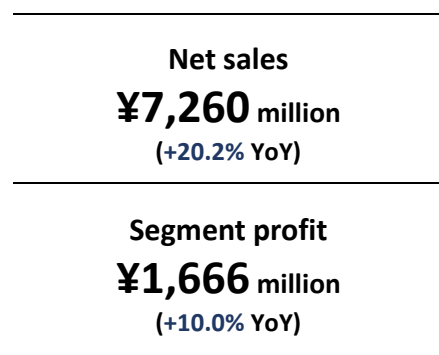 Net sales
¥7,260 million
(+20.2% YoY)
Segment profit
¥1,666 million
(+10.0% YoY)